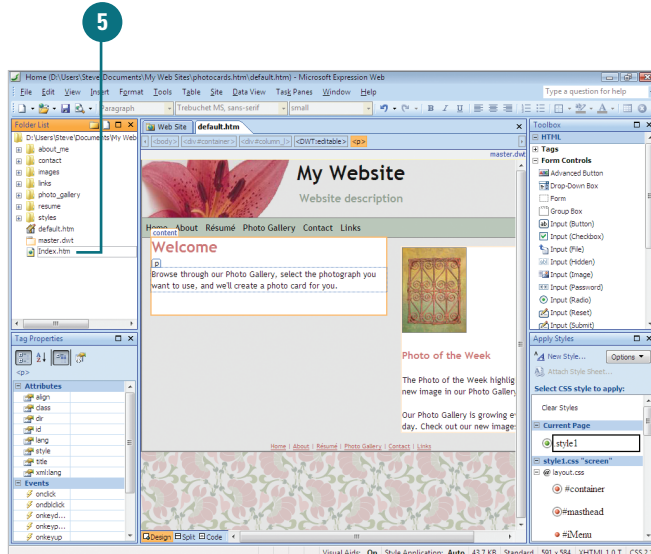 5
Home (D:\Users\Steve\Documents\My Web Sites\photocards.htm\default.htm) - Microsoft Expression Web
File Edit View Insert Format Tools Table Site Data View Task Panes Window Help
Type a question for help
Paragraph
Trebuchet MS, sans-serif
small
B I U
Folder List
D:\Users\Steve\Documents\My Web
about_me
contact
images
links
photo_gallery
resume
styles
default.htm
master.dwt
Index.htm
Web Site
default.htm
<body> <div#container> <div#column_l> <DWT:editable> <p>
master.dwt
My Website
Website description
Home About Résumé Photo Gallery Contact Links
content
Welcome
p
Browse through our Photo Gallery, select the photograph you
want to use, and we'll create a photo card for you.
Photo of the Week
The Photo of the Week highlig
new image in our Photo Gallery
Our Photo Gallery is growing e
day. Check out our new image
Home | About | Résumé | Photo Gallery | Contact | Links
Design Split Code
Toolbox
HTML
Tags
Form Controls
Advanced Button
Drop-Down Box
Form
Group Box
Input (Button)
Input (Checkbox)
Input (File)
Input (Hidden)
Input (Image)
Input (Password)
Input (Radio)
Input (Reset)
Input (Submit)
Tag Properties
<p>
Attributes
align
class
dir
id
lang
style
title
xml:lang
Events
onclick
ondblclick
onkeyd...
onkeyp...
onkeyup
Apply Styles
New Style...
Options
Attach Style Sheet...
Select CSS style to apply:
Clear Styles
Current Page
.style1
style1.css "screen"
@ layout.css
#container
#masthead
#iMenu
Visual Aids: On Style Application: Auto 43.7 KB Standard 591 x 584 XHTML 1.0 T CSS 2